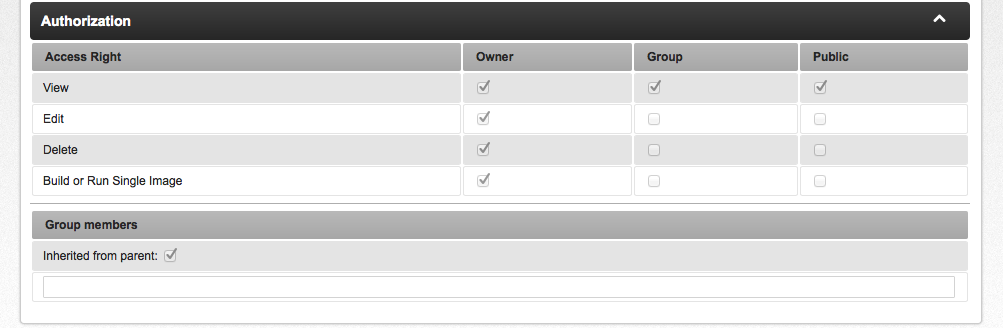 Authorization
Access Right Owner Group Public
View
Edit
Delete
Build or Run Single Image
Group members
Inherited from parent: